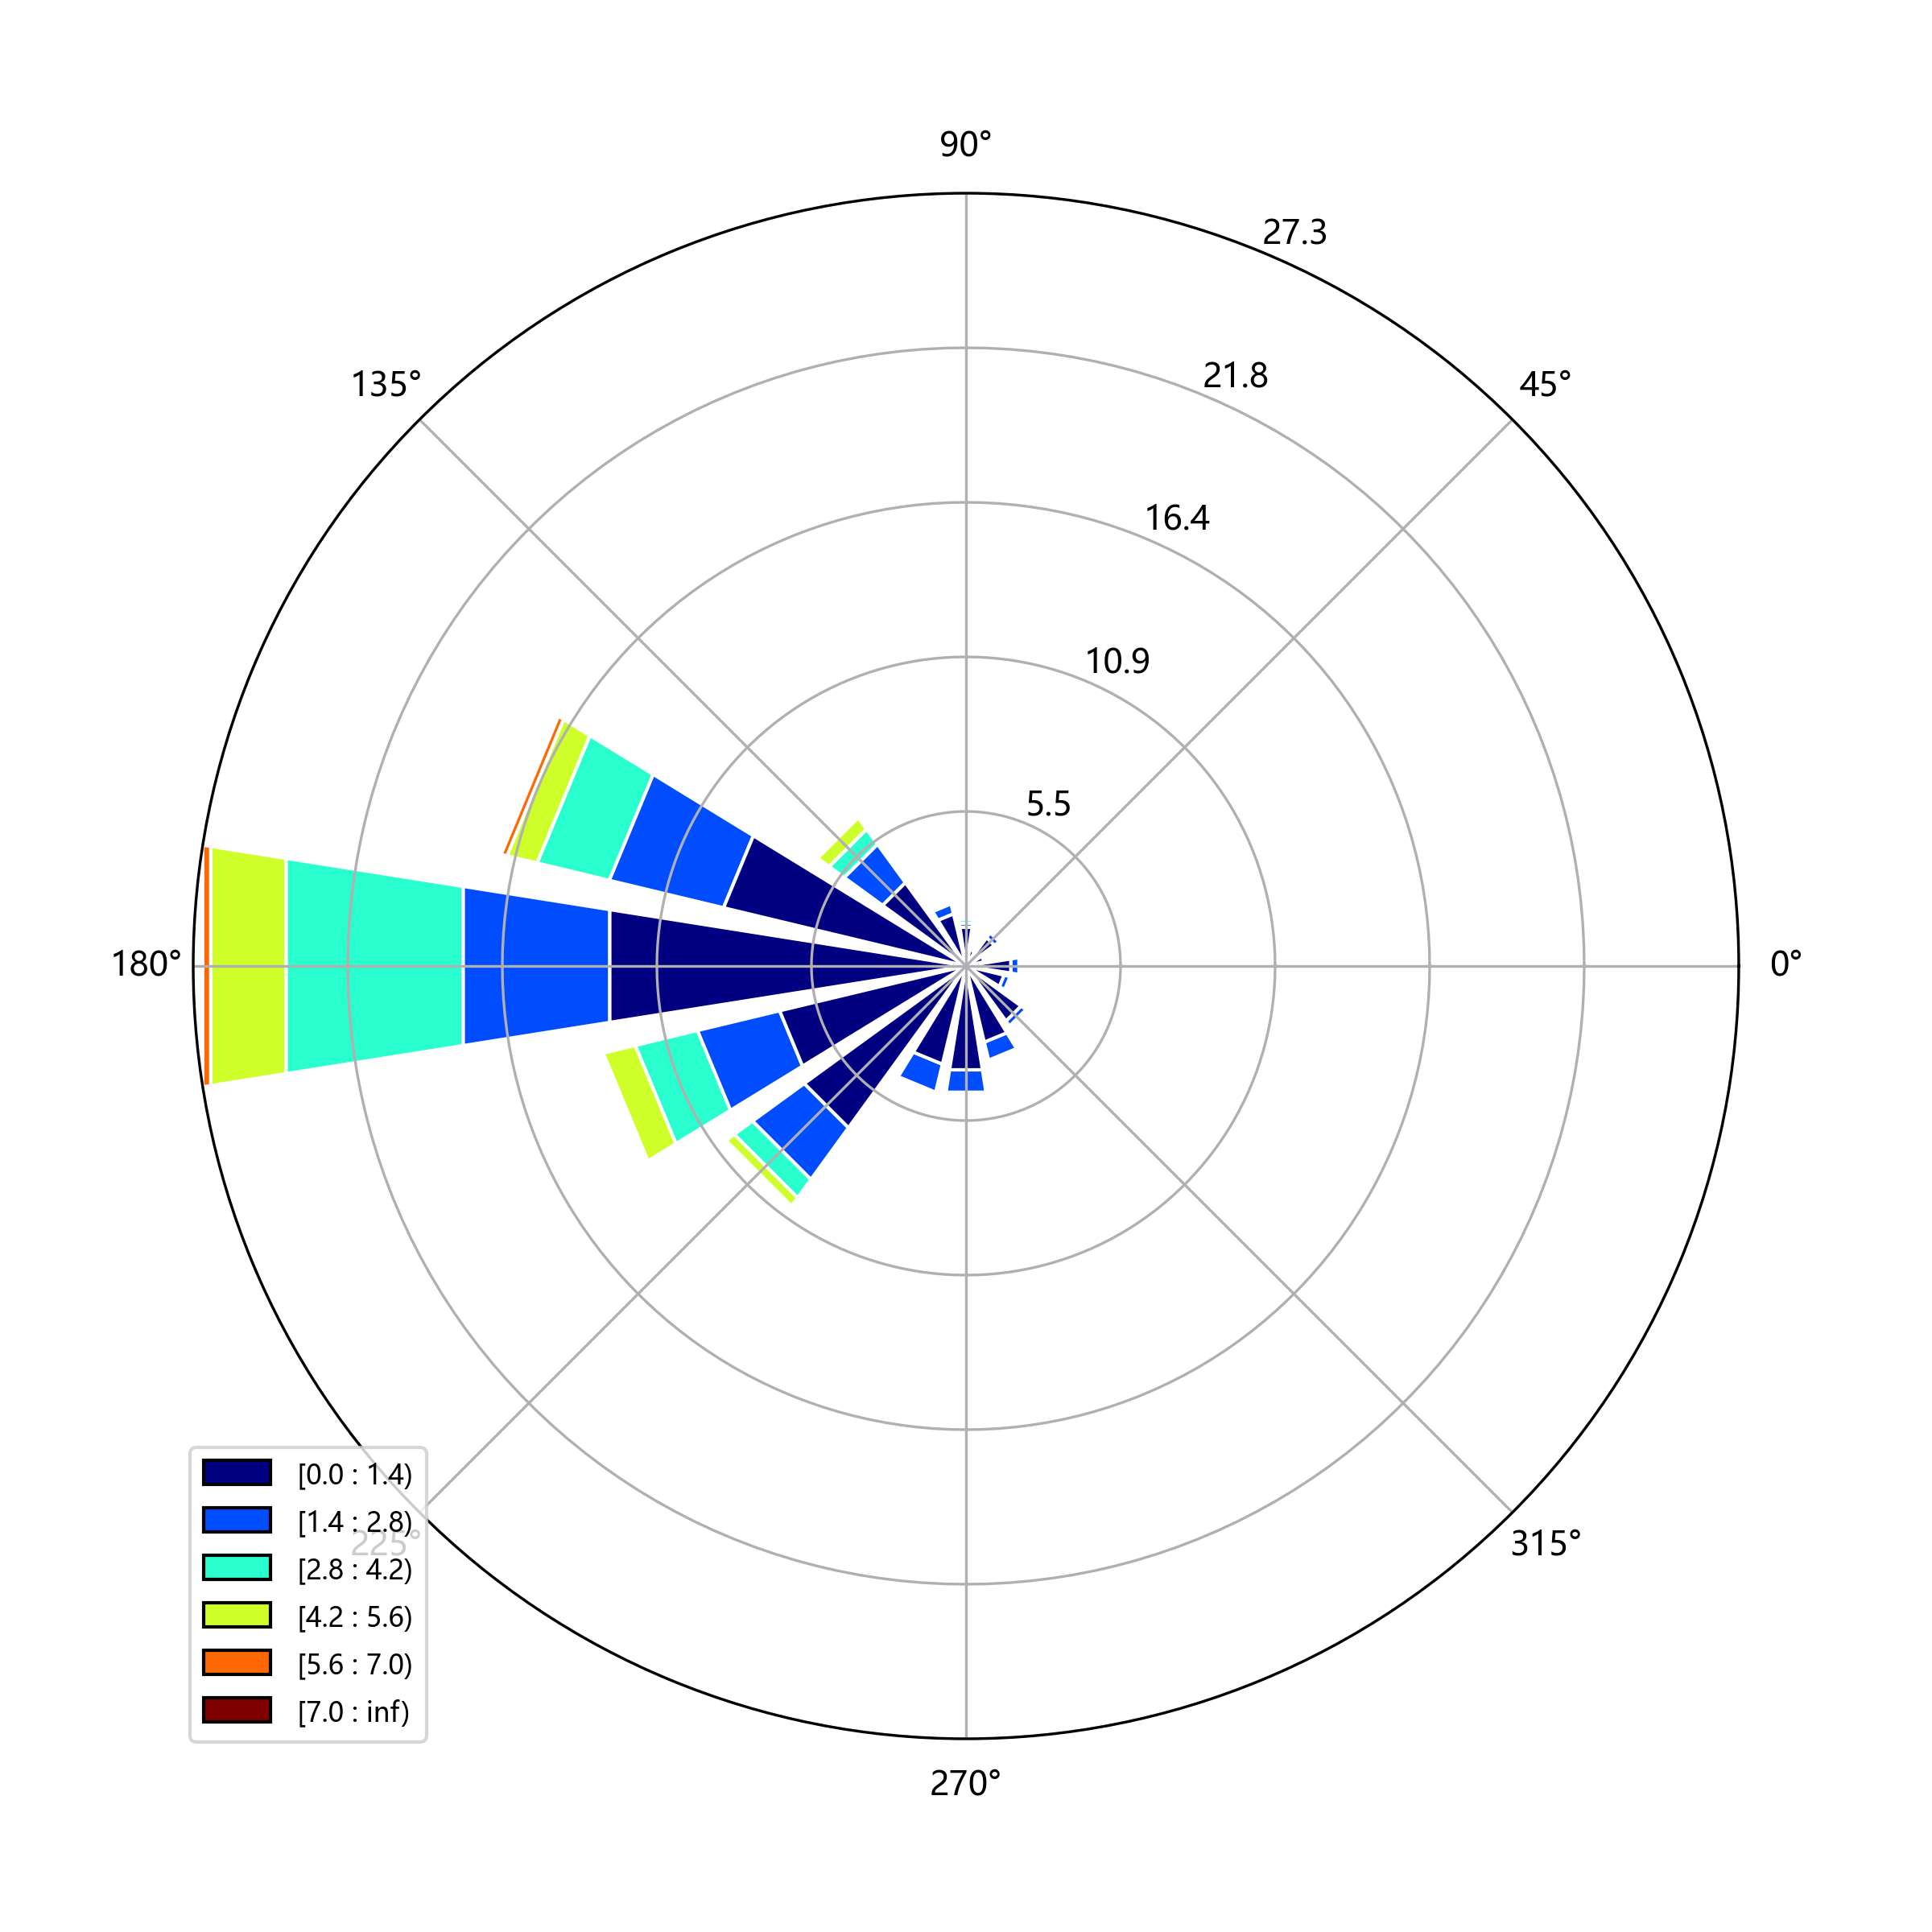 90°
27.3
135°
21.8
45°
16.4
10.9
5.5
180°
0°
[0.0 : 1.4)
[1.4 : 2.8)
225°
315°
[2.8 : 4.2)
[4.2 : 5.6)
[5.6 : 7.0)
[7.0 : inf)
270°